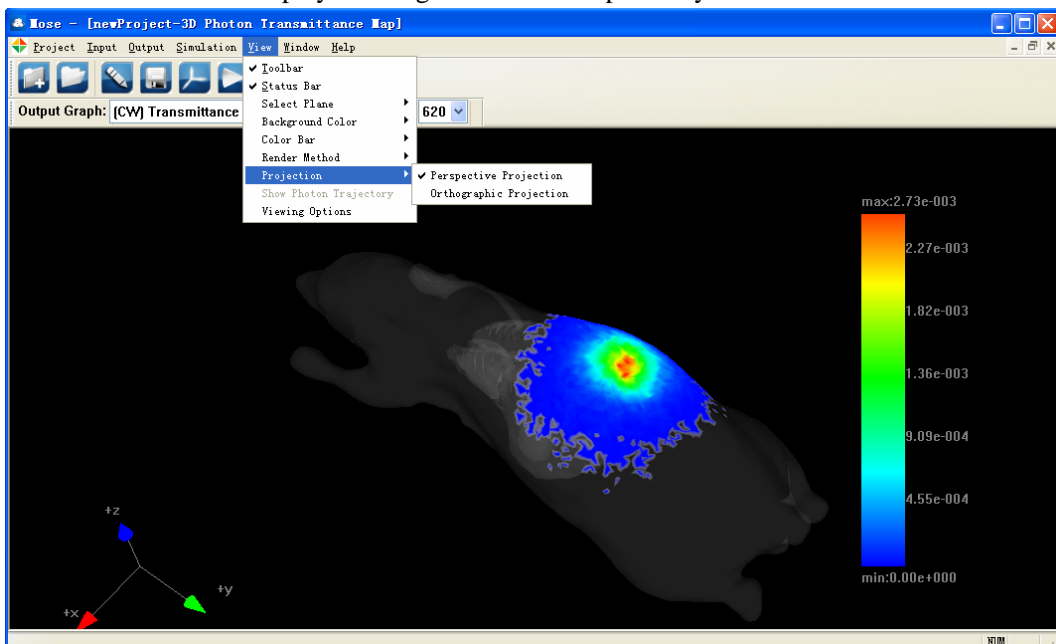 Mose - [newProject-3D Photon Transmittance Map]
Project Input Output Simulation View Window Help
Toolbar
Status Bar
Output Graph: (CW) Transmittance
620
Select Plane
Background Color
Color Bar
Render Method
Projection
Perspective Projection
Show Photon Trajectory
Orthographic Projection
Viewing Options
max:2.73e-003
2.27e-003
1.82e-003
1.36e-003
9.09e-004
4.55e-004
min:0.00e+000
+z
+y
+x
NUM